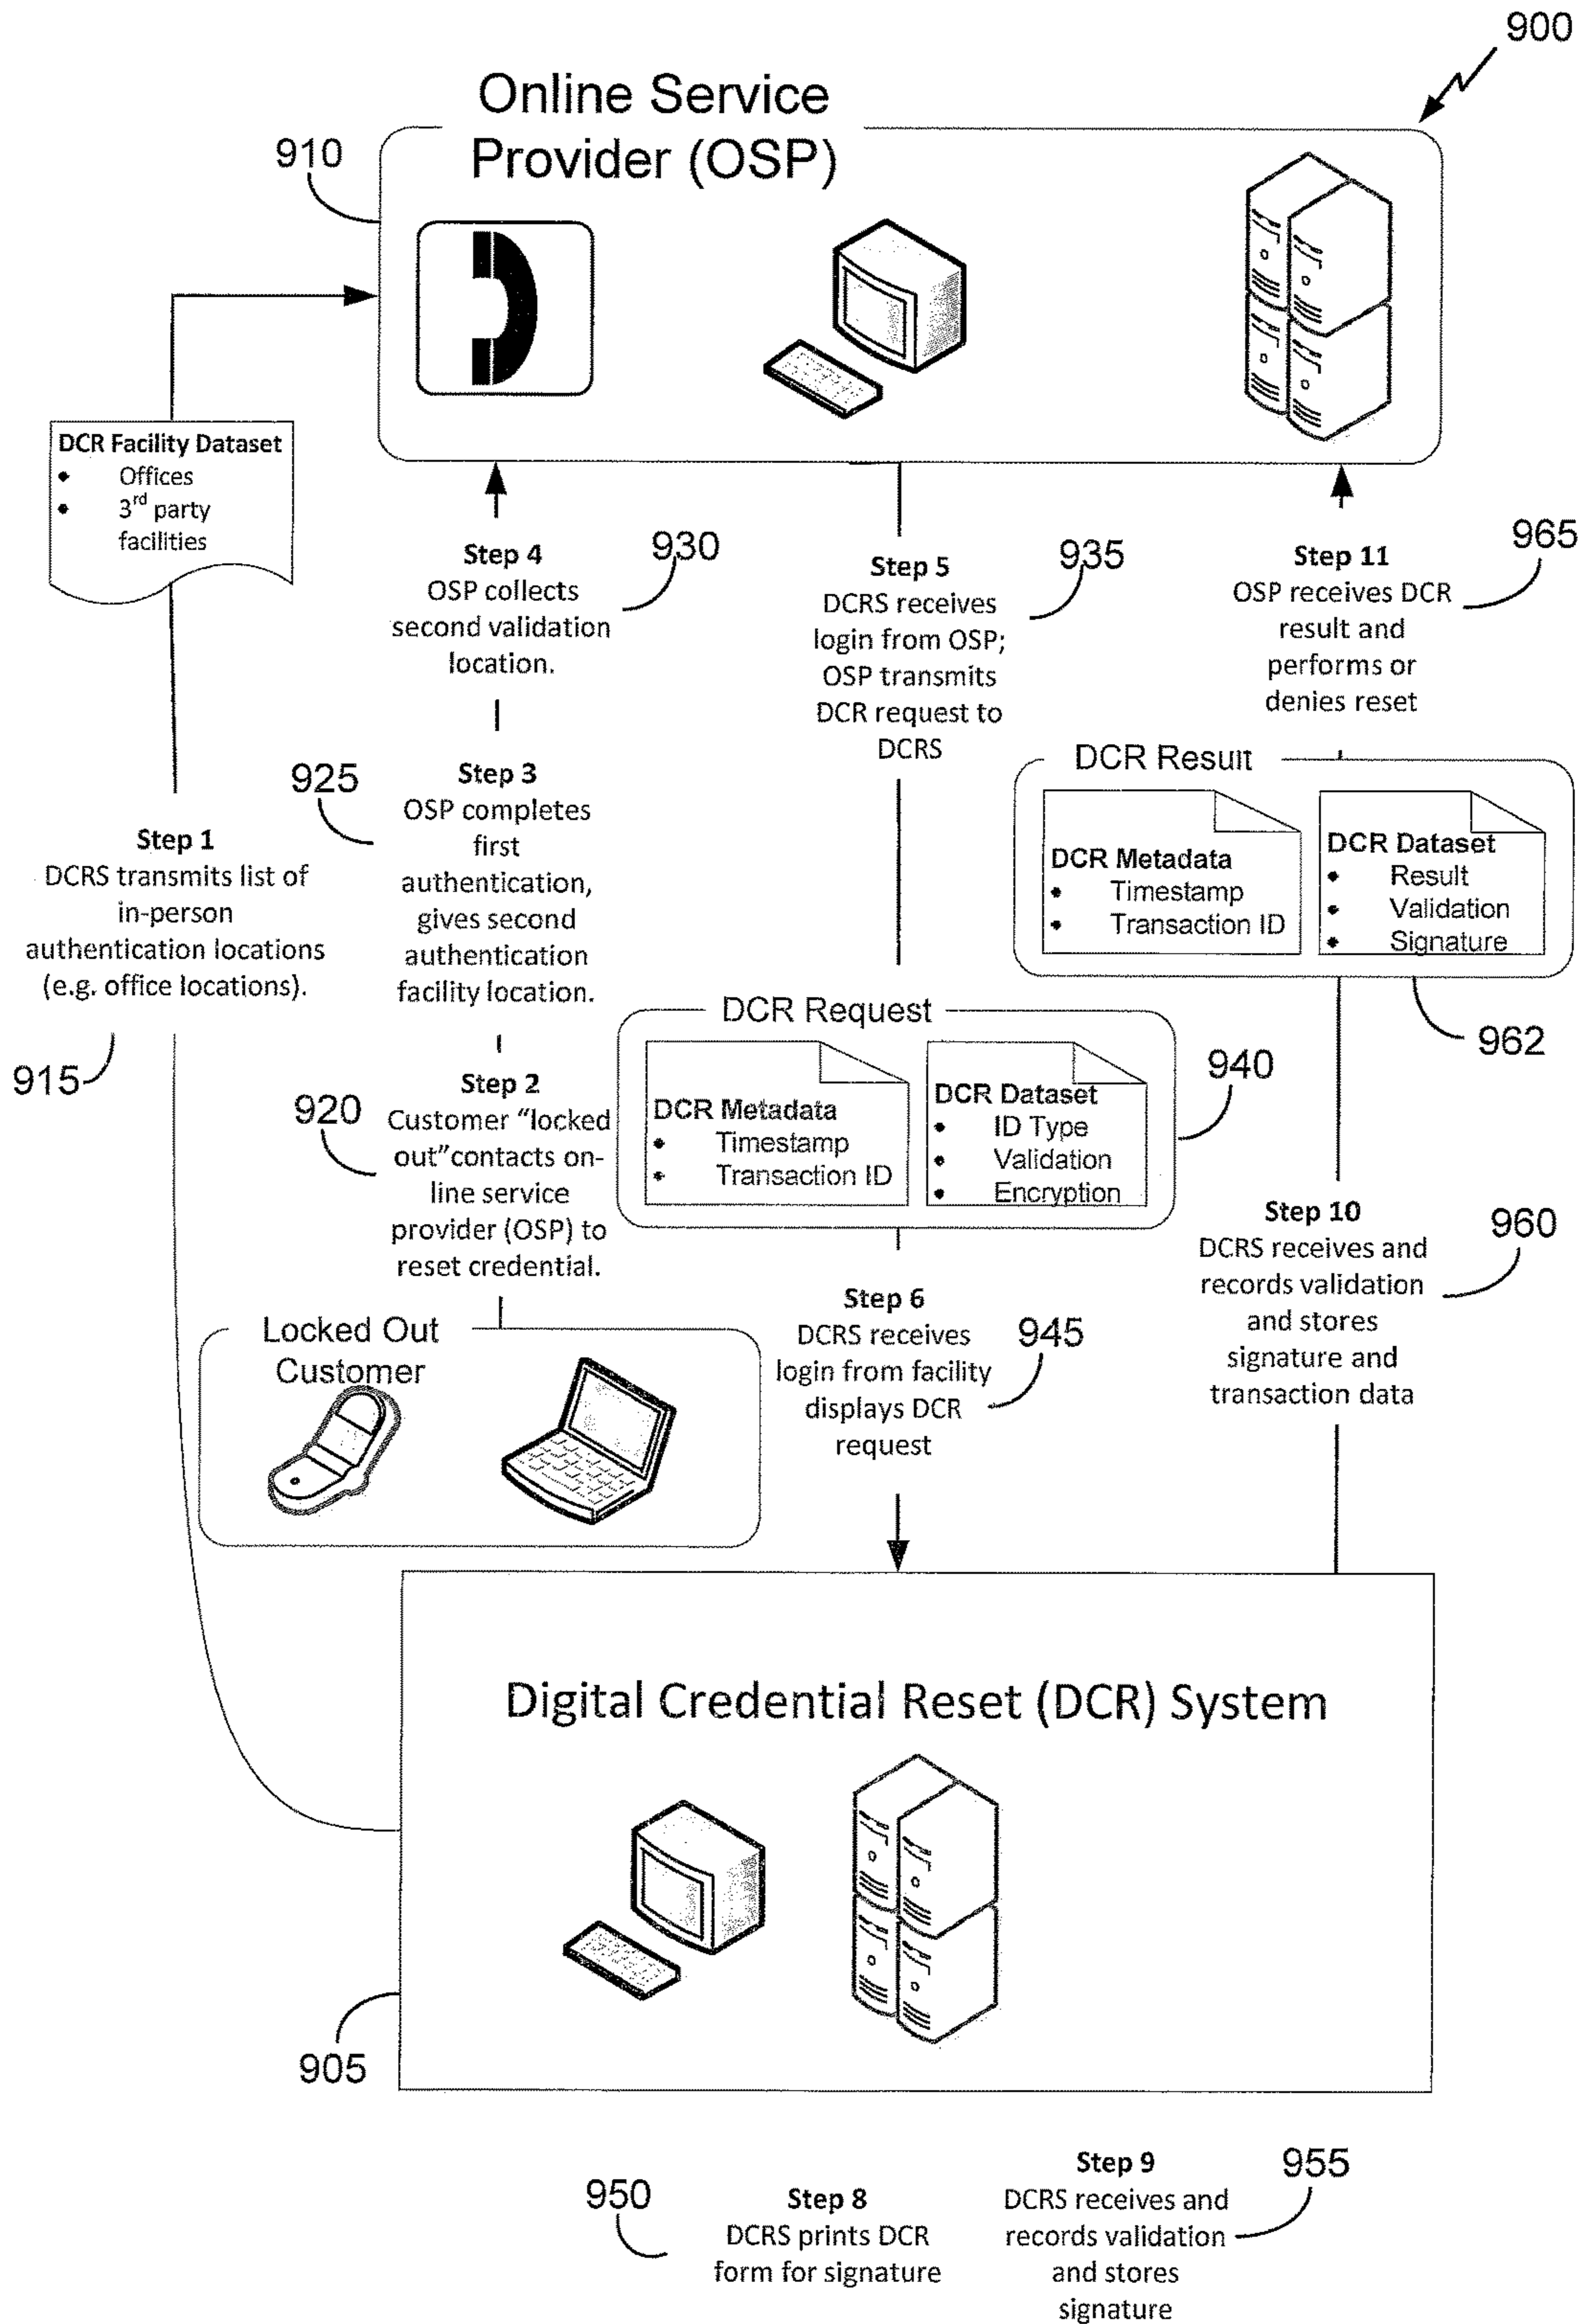 900
Online Service
Provider (OSP)
910
DCR Facility Dataset
• Offices
• 3rd party
facilities
Step 1
DCRS transmits list of
in-person
authentication locations
(e.g. office locations).
915
Step 4
OSP collects
second validation
location.
930
925
Step 3
OSP completes
first
authentication,
gives second
authentication
facility location.
920
Step 2
Customer “locked
out”contacts on-
line service
provider (OSP) to
reset credential.
Locked Out
Customer
Step 5
DCRS receives
login from OSP;
OSP transmits
DCR request to
DCRS
935
DCR Request
DCR Metadata
• Timestamp
• Transaction ID
DCR Dataset
• ID Type
• Validation
• Encryption
940
Step 6
DCRS receives
login from facility
displays DCR
request
945
Step 11
OSP receives DCR
result and
performs or
denies reset
965
DCR Result
DCR Metadata
• Timestamp
• Transaction ID
DCR Dataset
• Result
• Validation
• Signature
962
Step 10
DCRS receives and
records validation
and stores
signature and
transaction data
960
Digital Credential Reset (DCR) System
905
950
Step 8
DCRS prints DCR
form for signature
Step 9
DCRS receives and
records validation
and stores
signature
955